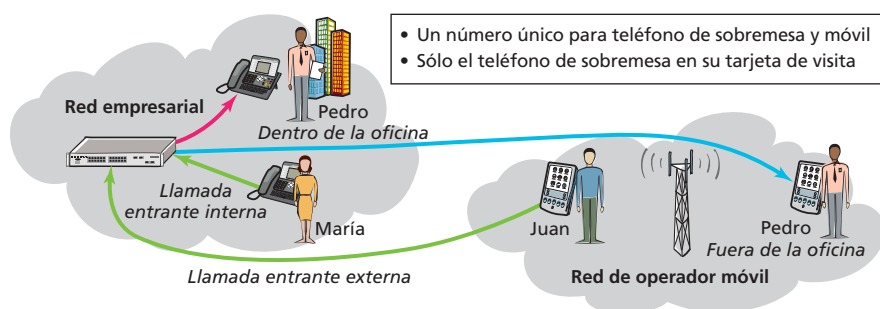 • Un número único para teléfono de sobremesa y móvil
• Sólo el teléfono de sobremesa en su tarjeta de visita
Red empresarial
Pedro
Dentro de la oficina
Llamada
entrante interna
María
Juan
Pedro
Fuera de la oficina
Llamada entrante externa
Red de operador móvil